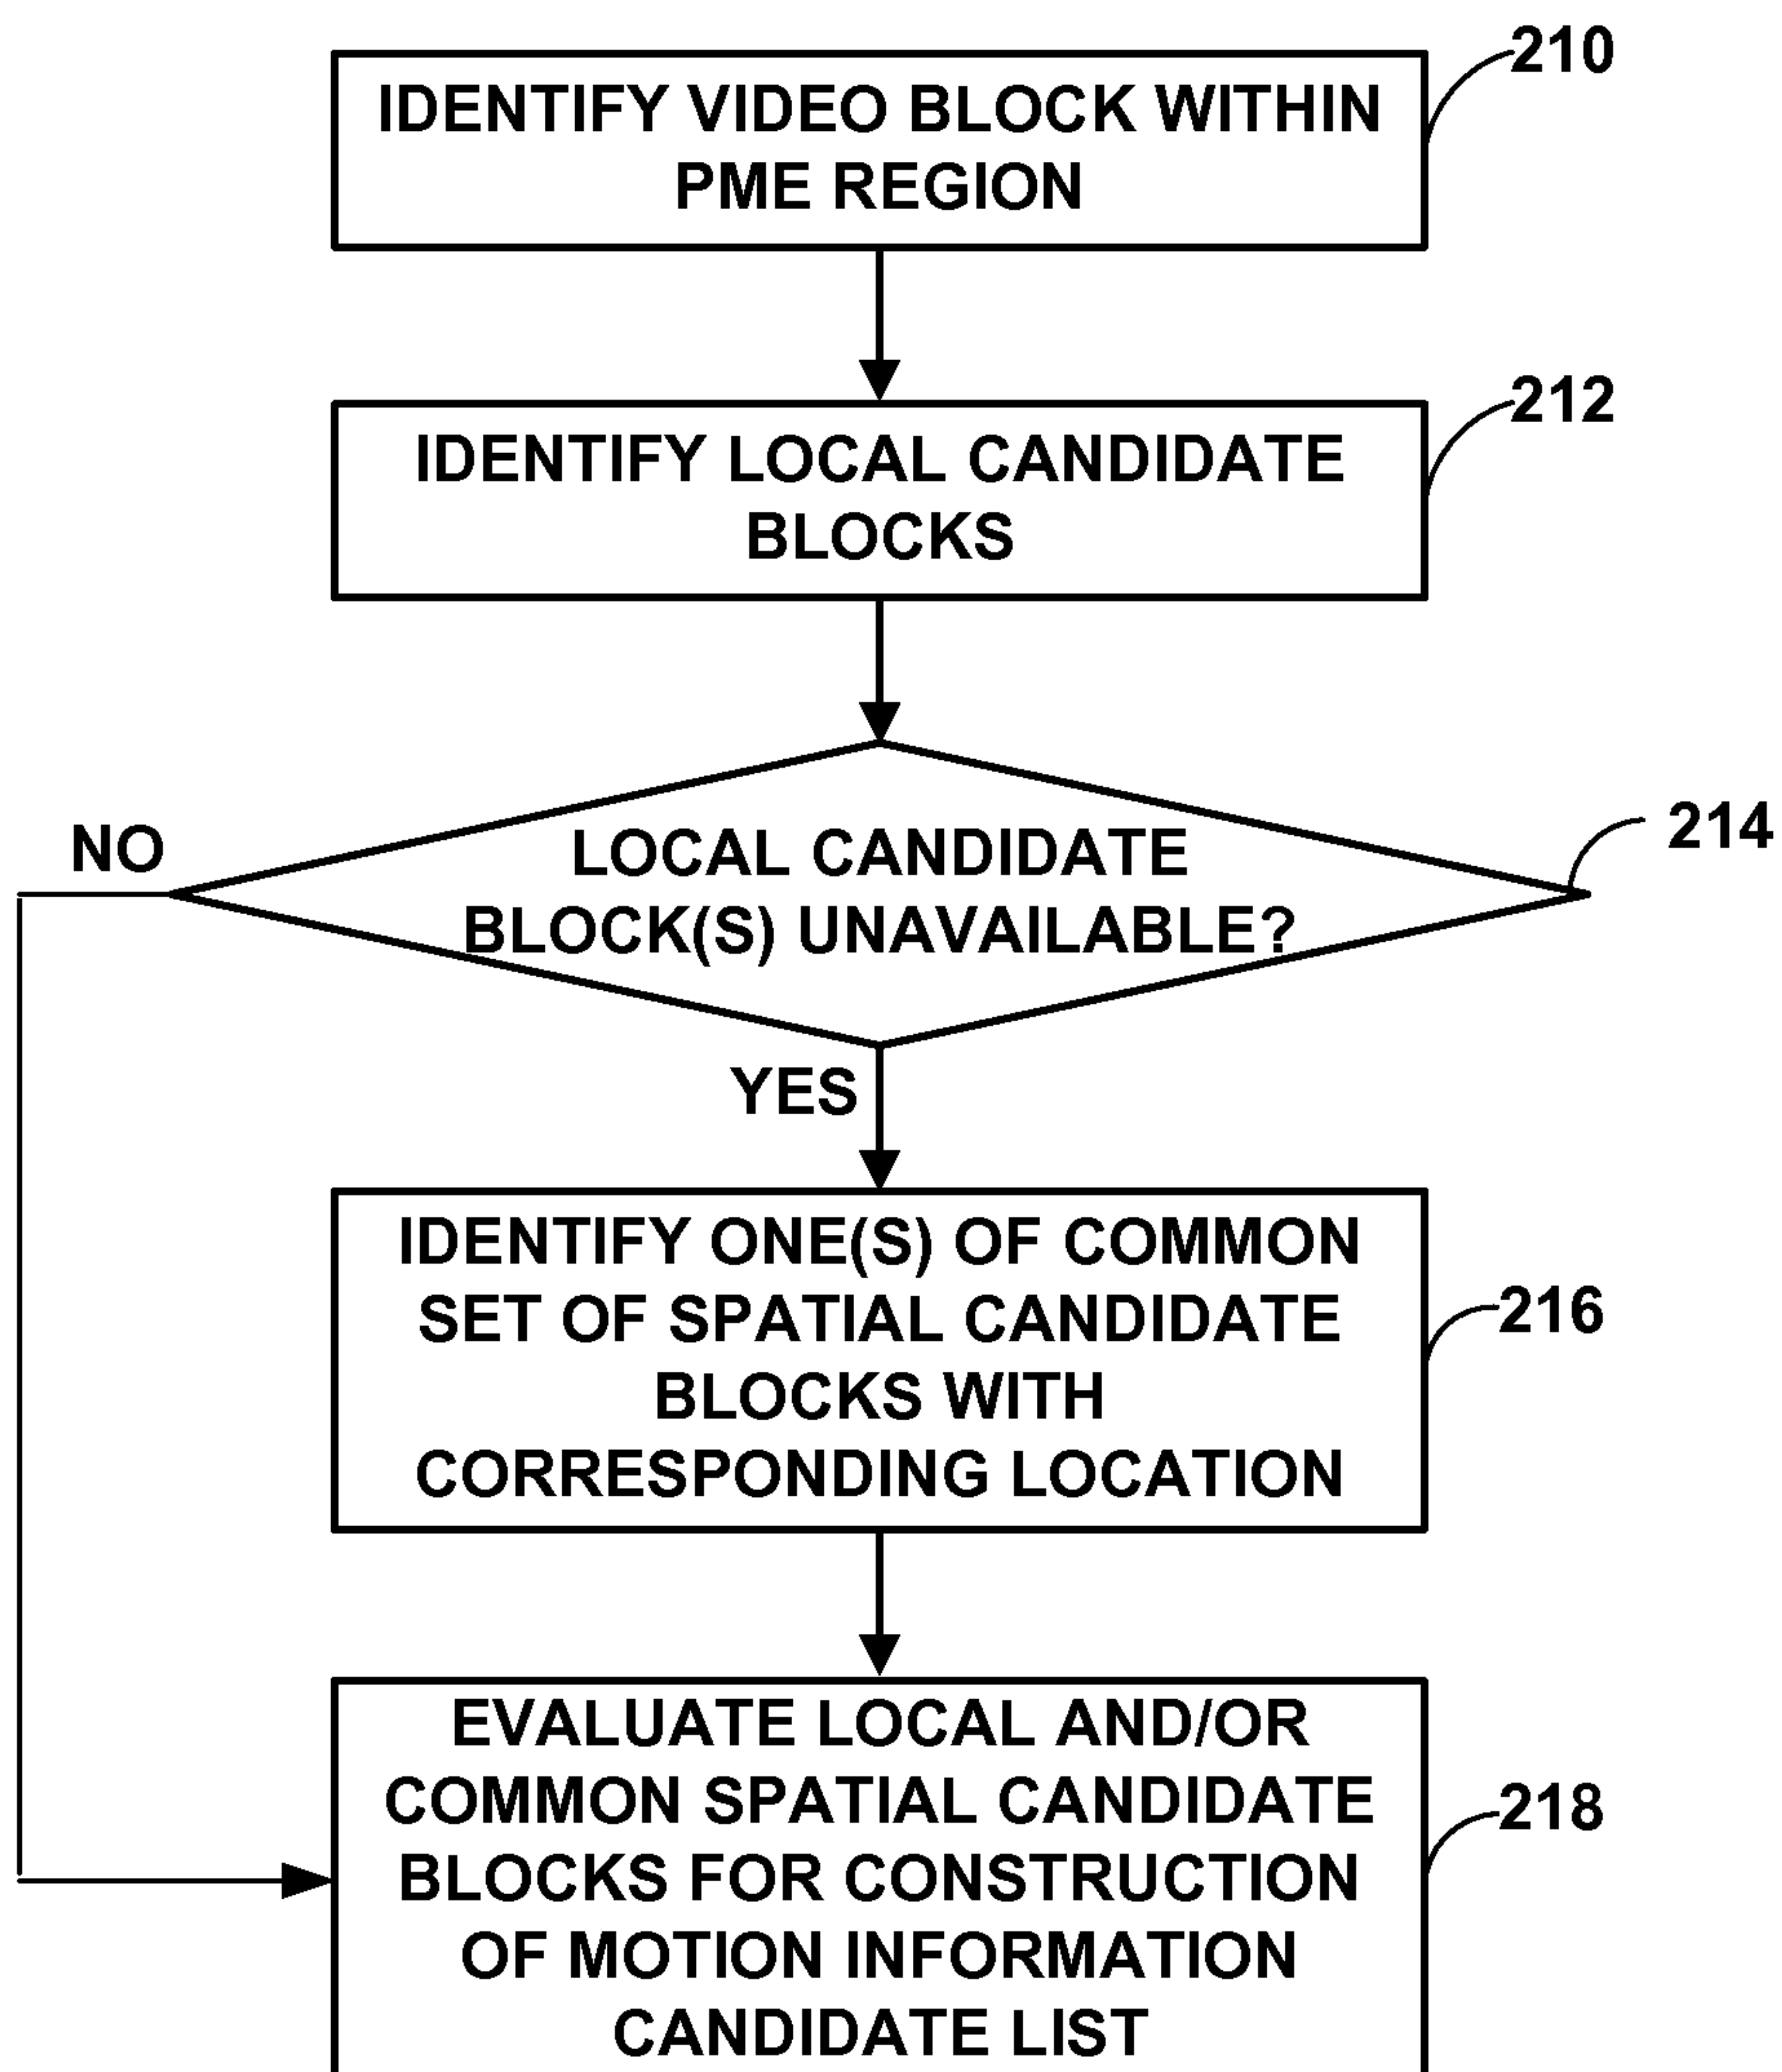 210
IDENTIFY VIDEO BLOCK WITHIN
PME REGION
212
IDENTIFY LOCAL CANDIDATE
BLOCKS
214
NO
LOCAL CANDIDATE
BLOCK(S) UNAVAILABLE?
YES
IDENTIFY ONE(S) OF COMMON
SET OF SPATIAL CANDIDATE
216
BLOCKS WITH
CORRESPONDING LOCATION
EVALUATE LOCAL AND/OR
COMMON SPATIAL CANDIDATE
218
BLOCKS FOR CONSTRUCTION
OF MOTION INFORMATION
CANDIDATE LIST